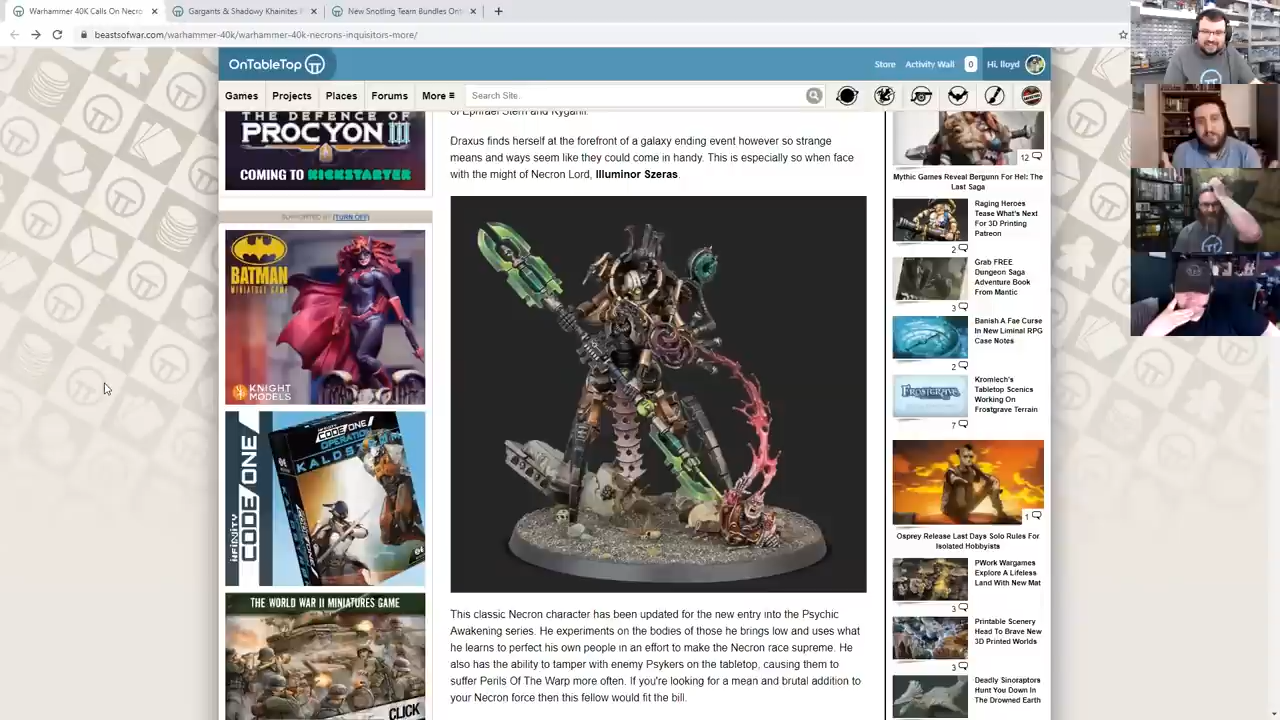 Warhammer 40K Calls On Necro
Gargants & Shadowy Khainites
New Snotling Team Bundles On
beastsofwar.com/warhammer-40k/warhammer-40k-necrons-inquisitors-more/
OnTableTop
Store
Activity Wall
0
Hi, lloyd
Games
Projects
Places
Forums
More ≡
Search Site.
THE DEFENCE OF
PROCYON III
COMING TO KICKSTARTER
(TURN OFF)
BATMAN
MINIATURE GAME
KNIGHT
MODELS
INFINITY
CODE ONE
CODE ONE
OPERATION
THE WORLD WAR II MINIATURES GAME
CLICK
Draxus finds herself at the forefront of a galaxy ending event however so strange
means and ways seem like they could come in handy. This is especially so when face
with the might of Necron Lord, Illuminor Szeras.
This classic Necron character has been updated for the new entry into the Psychic
Awakening series. He experiments on the bodies of those he brings low and uses what
he learns to perfect his own people in an effort to make the Necron race supreme. He
also has the ability to tamper with enemy Psykers on the tabletop, causing them to
suffer Perils Of The Warp more often. If you're looking for a mean and brutal addition to
your Necron force then this fellow would fit the bill.
12
Mythic Games Reveal Bergunn For Hel: The
Last Saga
Raging Heroes
Tease What's Next
For 3D Printing
Patreon
2
Grab FREE
Dungeon Saga
Adventure Book
From Mantic
3
Banish A Fae Curse
In New Liminal RPG
Case Notes
2
FROSTGRAVE
Kromlech's
Tabletop Scenics
Working On
Frostgrave Terrain
7
1
Osprey Release Last Days Solo Rules For
Isolated Hobbyists
PWork Wargames
Explore A Lifeless
Land With New Mat
3
Printable Scenery
Head To Brave New
3D Printed Worlds
3
Deadly Sinoraptors
Hunt You Down In
The Drowned Earth